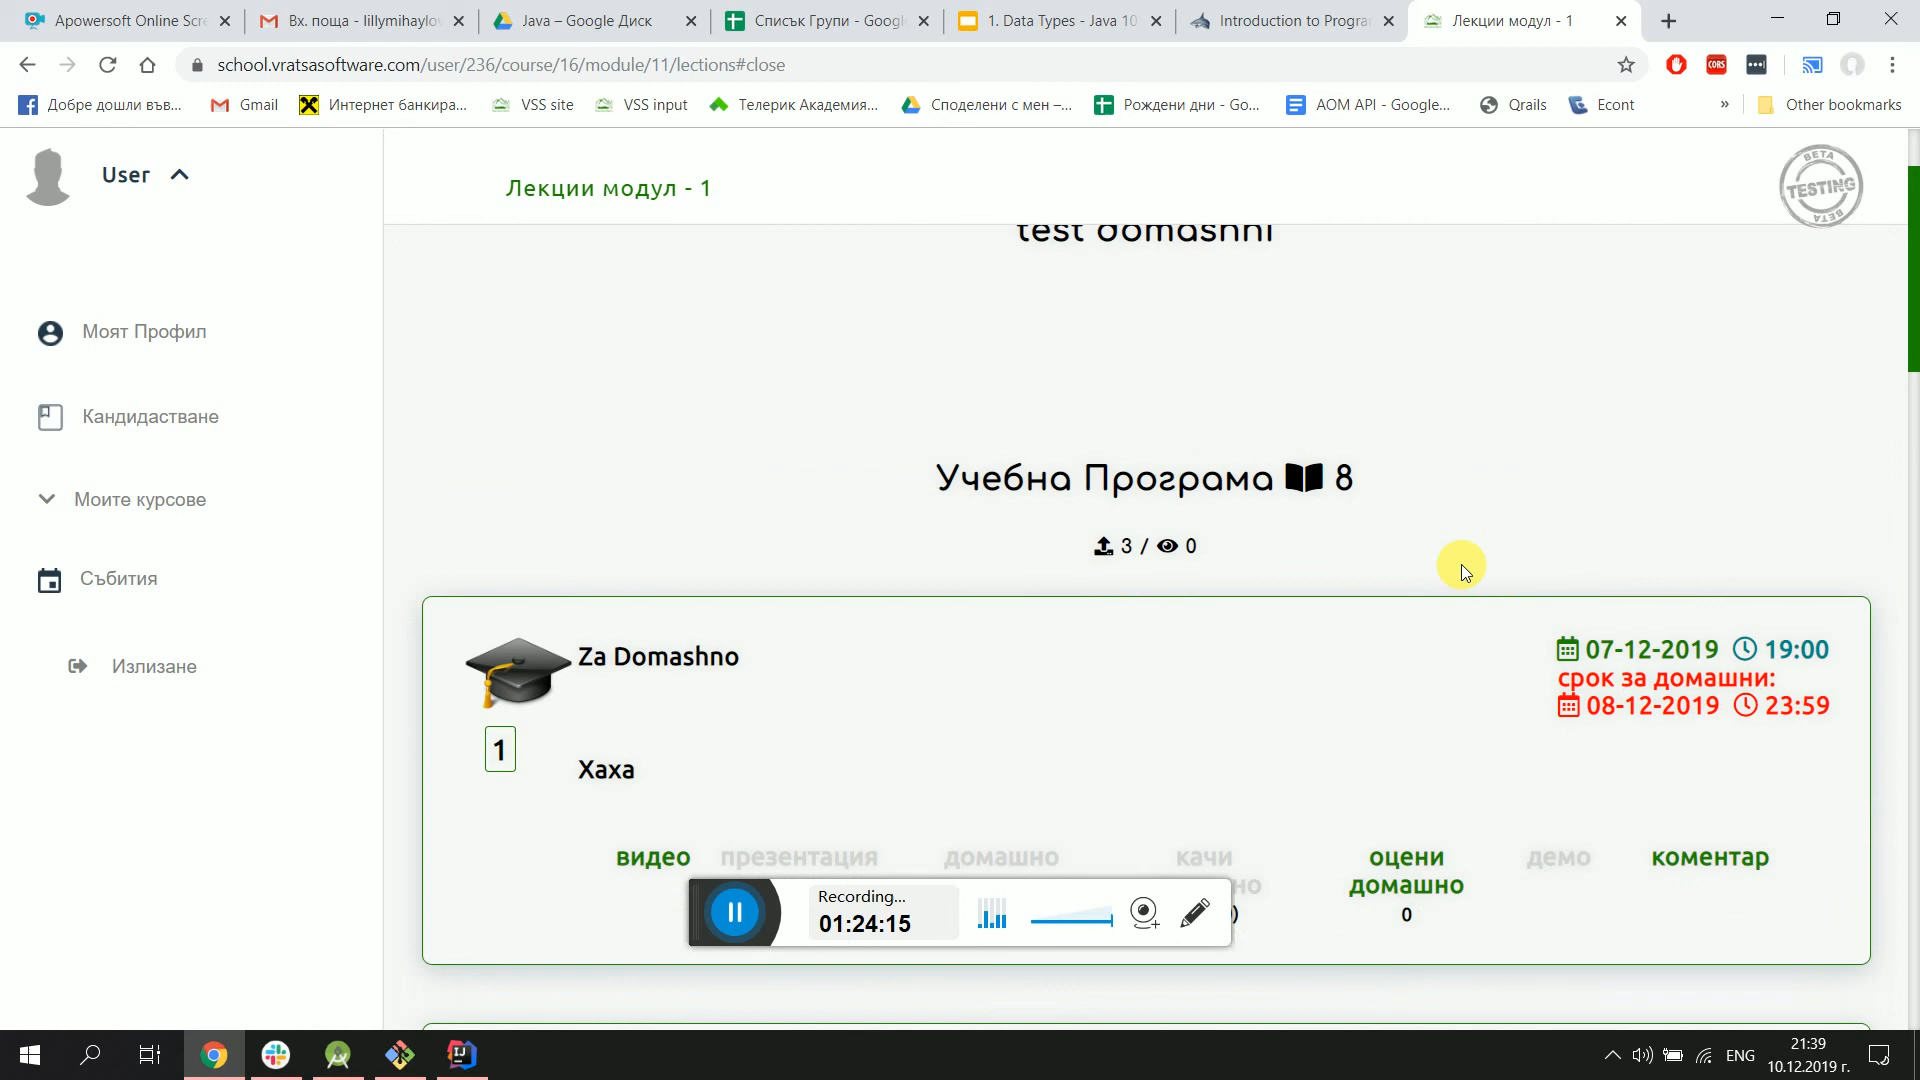 Apowersoft Online Scre
Вх. поща - lillymihaylov
Java – Google Диск
Списък Групи - Google
1. Data Types - Java 10
Introduction to Progra
Лекции модул - 1
school.vratsasoftware.com/user/236/course/16/module/11/lections#close
CORS
Добре дошли във...
Gmail
Интернет банкира...
VSS site
VSS input
Телерик Академия...
Споделени с мен –...
Рождени дни - Go...
AOM API - Google...
Qrails
Econt
»
Other bookmarks
User
Лекции модул - 1
BETA
TESTING
BETA
test domashni
Моят Профил
Кандидастване
Моите курсове
Събития
Излизане
Учебна Програма 8
3 / 0
Za Domashno
07-12-2019 19:00
срок за домашни:
08-12-2019 23:59
1
Xaxa
видео
презентация
домашно
качи
оцени
домашно
0
демо
коментар
но
)
Recording...
01:24:15
ENG
21:39
10.12.2019 г.